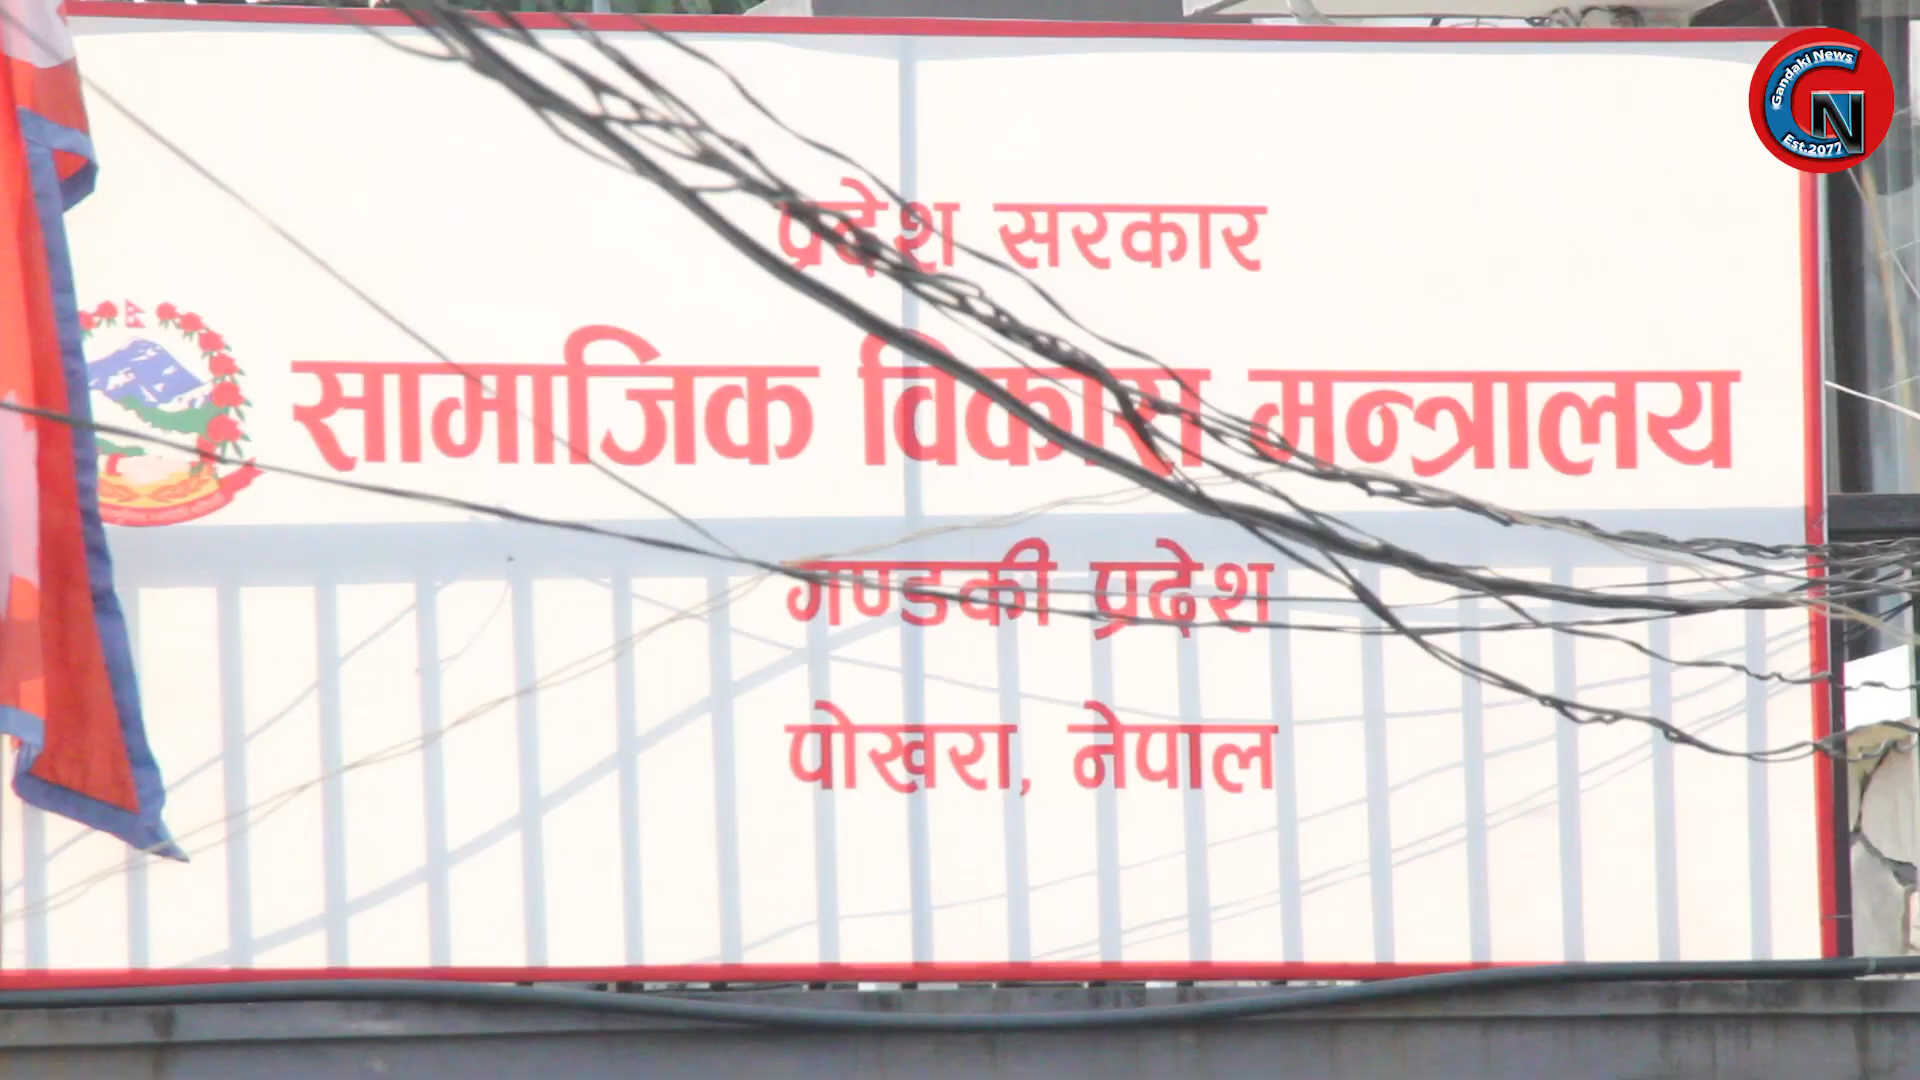 Gandaki News
Est.2077
प्रदेश सरकार
सामाजिक विकास मन्त्रालय
गण्डकी प्रदेश
पोखरा, नेपाल